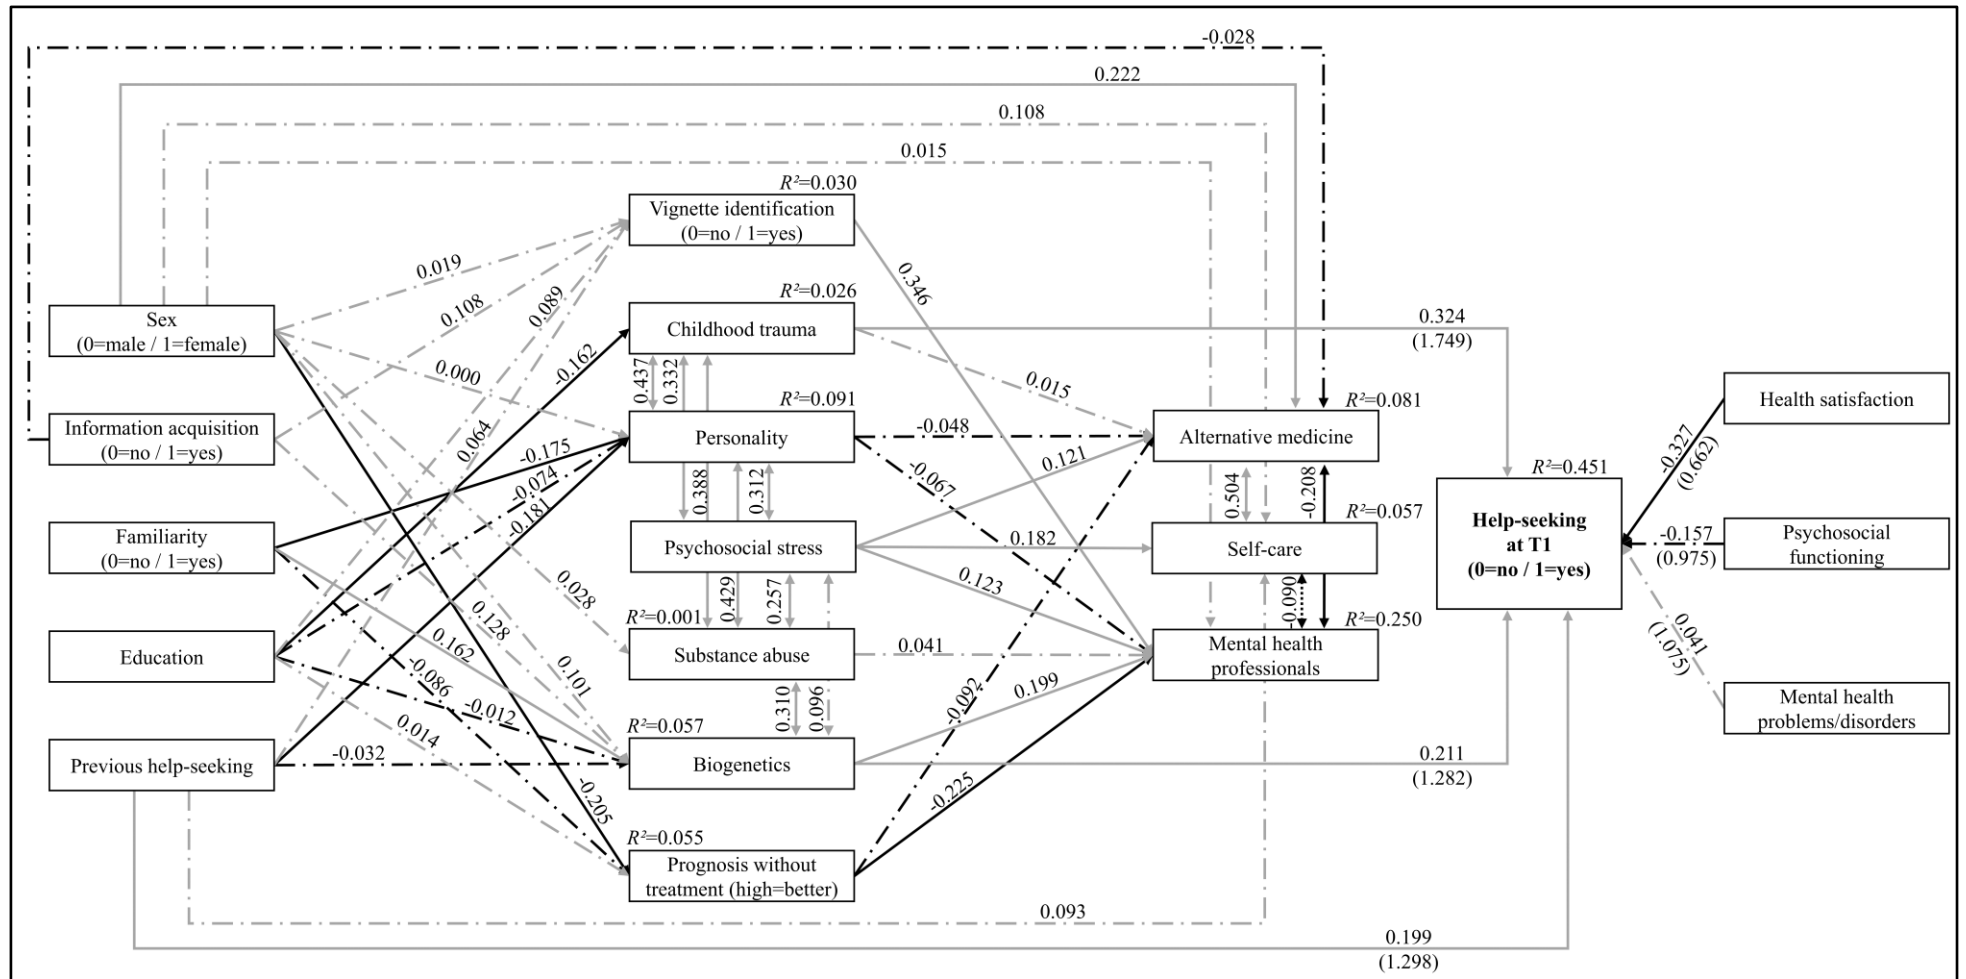 -0.028
0.222
0.108
0.015
R²=0.030
Vignette identification
(0=no / 1=yes)
0.019
0.108
0.089
0.346
R²=0.026
Childhood trauma
Sex
(0=male / 1=female)
0.324
(1.749)
-0.162
0.000
0.437
0.332
0.015
Health satisfaction
R²=0.091
R²=0.081
Information acquisition
(0=no / 1=yes)
0.064
-0.175
Personality
-0.048
Alternative medicine
-0.327
(0.662)
-0.074
-0.181
0.388
0.312
-0.067
0.121
0.504
-0.208
R²=0.451
R²=0.057
Familiarity
(0=no / 1=yes)
Psychosocial stress
0.182
Self-care
Help-seeking
at T1
(0=no / 1=yes)
-0.157
(0.975)
Psychosocial
functioning
0.028
0.429
0.257
0.123
-0.090
R²=0.001
R²=0.250
0.128
0.162
0.041
(1.075)
Education
Substance abuse
0.041
Mental health
professionals
-0.086
0.101
0.199
-0.092
-0.012
0.014
0.310
0.096
Mental health
problems/disorders
R²=0.057
Previous help-seeking
-0.032
Biogenetics
0.211
(1.282)
-0.205
-0.225
R²=0.055
Prognosis without
treatment (high=better)
0.093
0.199
(1.298)